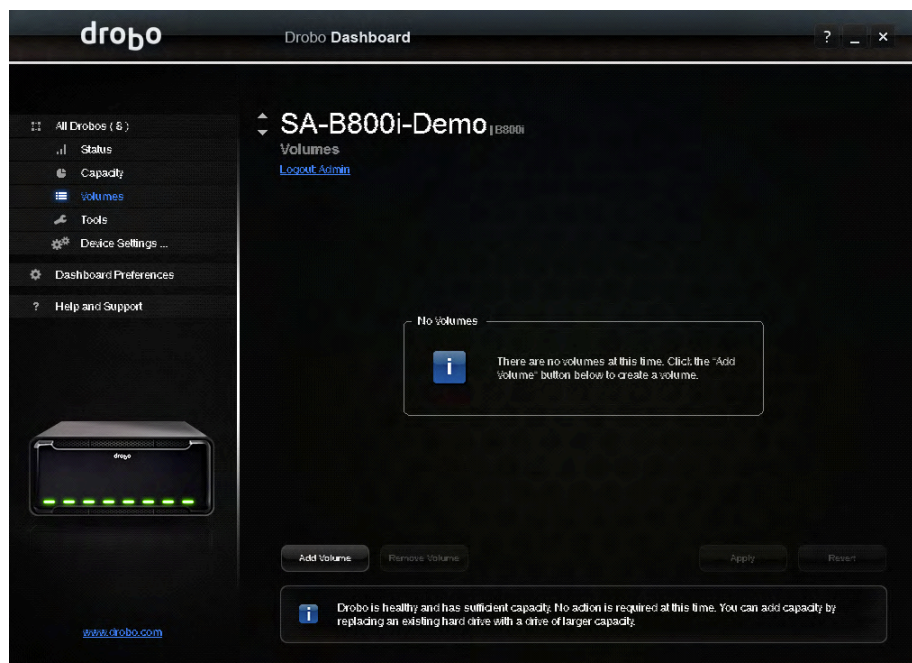 drobo
Drobo Dashboard
? _ ×
All Drobos ( 8 )
Status
Capacity
Volumes
Tools
Device Settings ...
Dashboard Preferences
? Help and Support
drobo
www.drobo.com
SA-B800i-Demo | B800i
Volumes
Logout Admin
No Volumes
There are no volumes at this time. Click the "Add
Volume" button below to create a volume.
Add Volume
Remove Volume
Apply
Revert
Drobo is healthy and has sufficient capacity. No action is required at this time. You can add capacity by
replacing an existing hard drive with a drive of larger capacity.